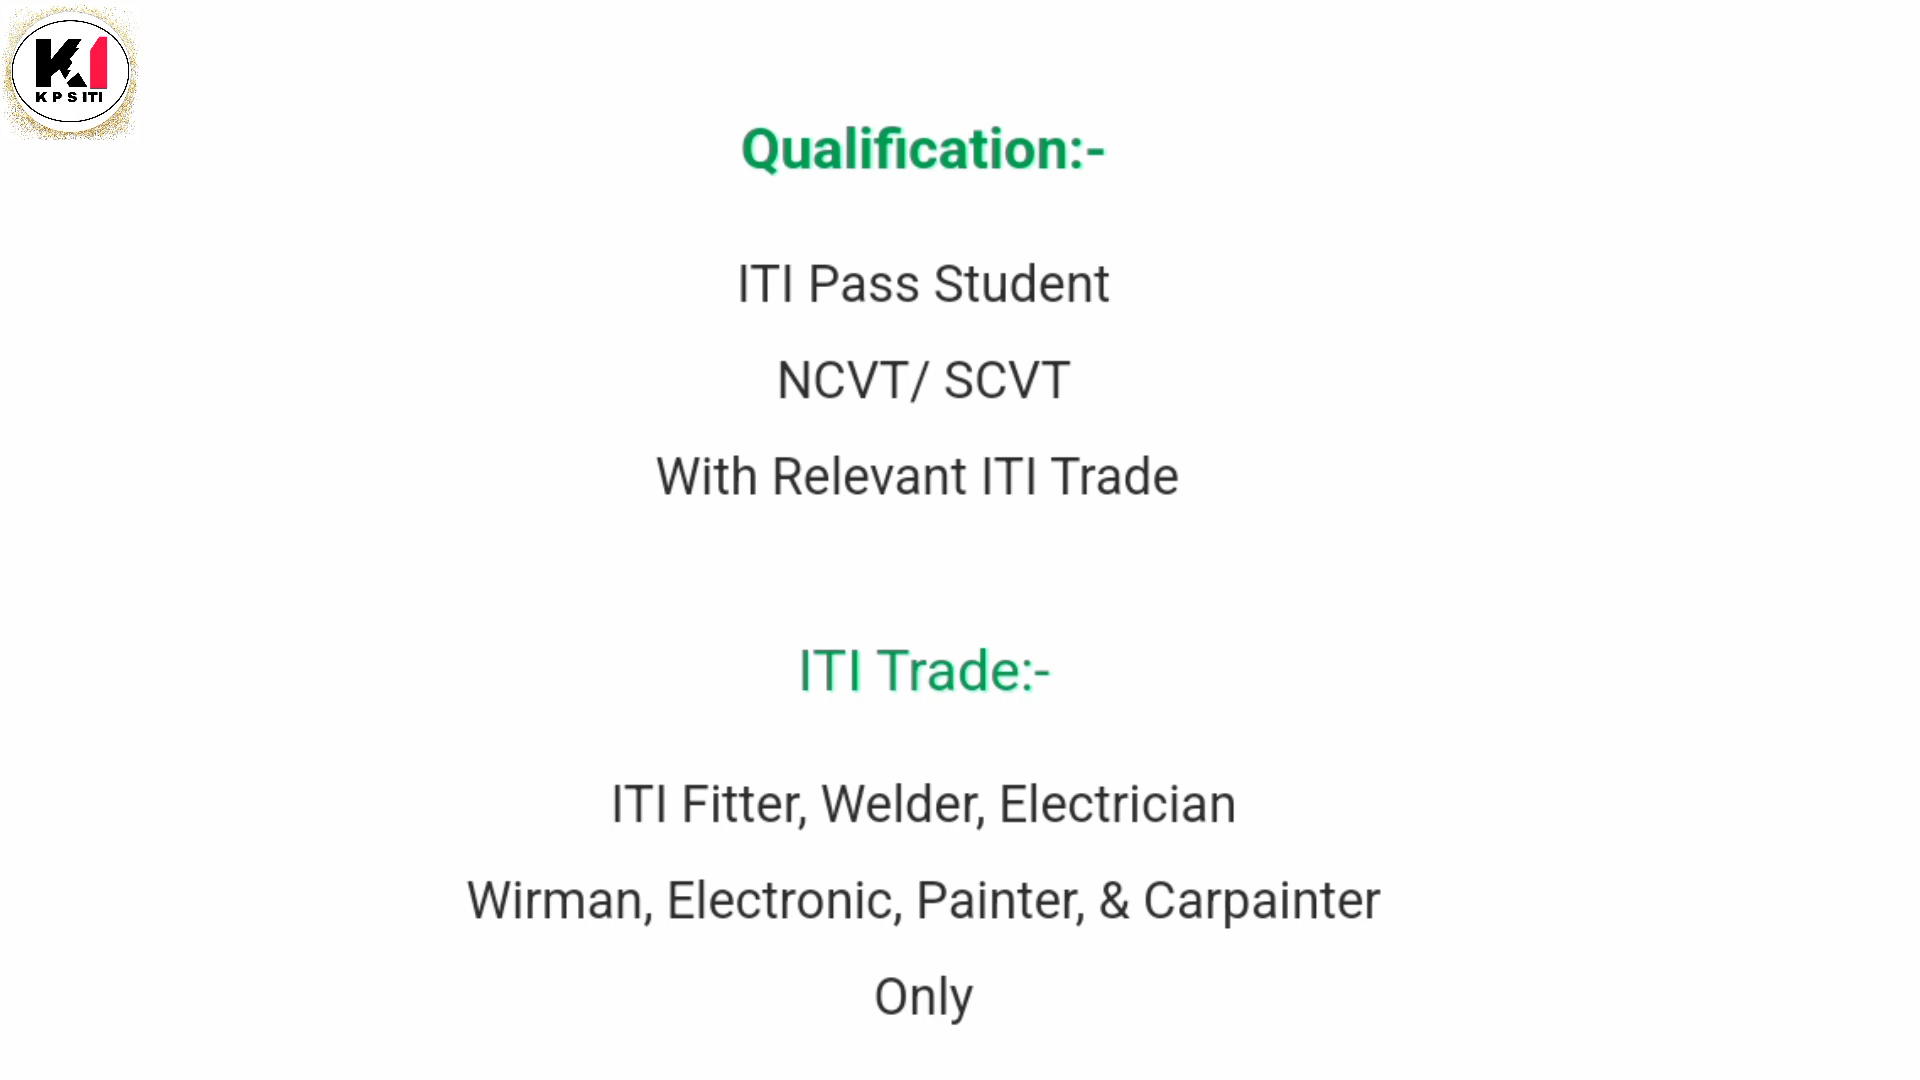 K1
KPSITI
Qualification:-
ITI Pass Student
NCVT/ SCVT
With Relevant ITI Trade
ITI Trade:-
ITI Fitter, Welder, Electrician
Wirman, Electronic, Painter, & Carpainter
Only